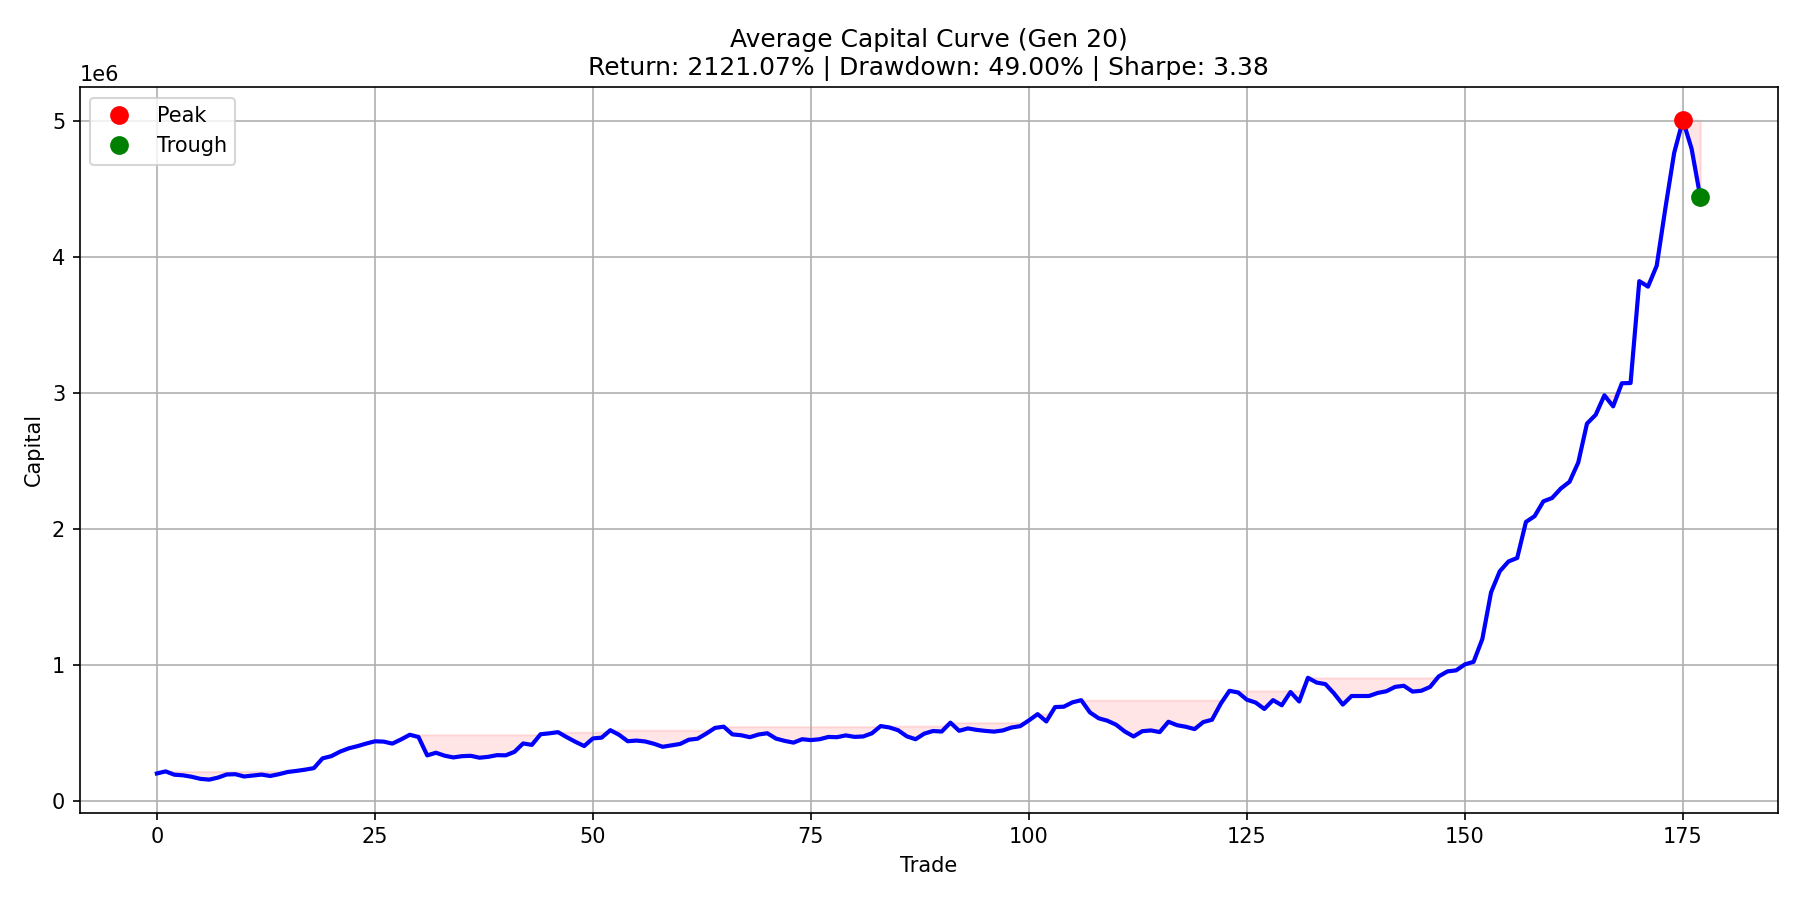 Average Capital Curve (Gen 20)
Return: 2121.07% | Drawdown: 49.00% | Sharpe: 3.38
1e6
Peak
Trough
5
4
3
2
1
0
Capital
0 25 50 75 100 125 150 175
Trade